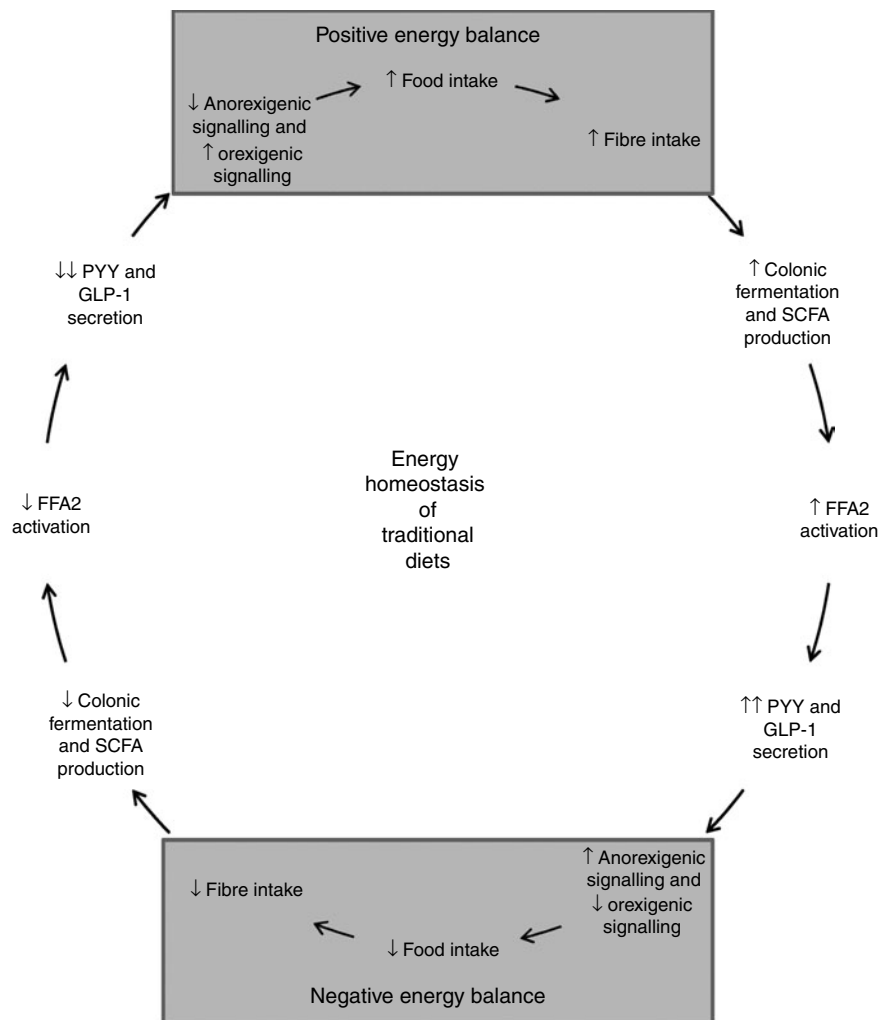 Positive energy balance
↑ Food intake
↓ Anorexigenic
signalling and
↑ orexigenic
signalling
↑ Fibre intake
↓↓ PYY and
GLP-1
secretion
↑ Colonic
fermentation
and SCFA
production
Energy
homeostasis
of
traditional
diets
↓ FFA2
activation
↑ FFA2
activation
↓ Colonic
fermentation
and SCFA
production
↑↑ PYY and
GLP-1
secretion
↑ Anorexigenic
signalling and
↓ orexigenic
signalling
↓ Fibre intake
↓ Food intake
Negative energy balance